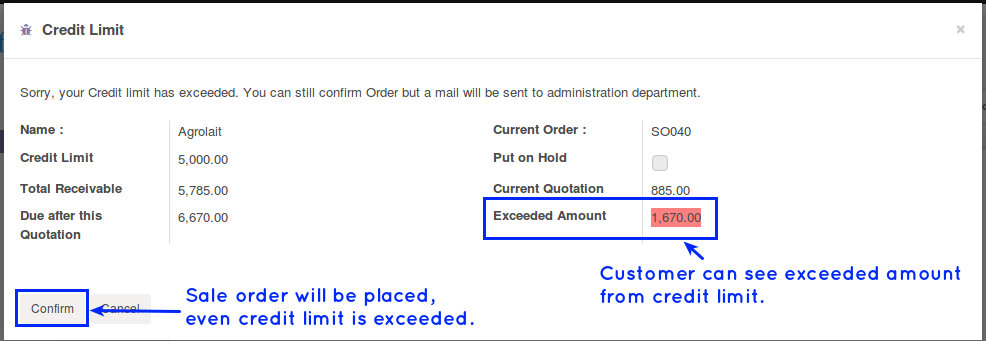 Credit Limit
×
Sorry, your Credit limit has exceeded. You can still confirm Order but a mail will be sent to administration department.
Name : Agrolait Current Order : SO040
Credit Limit 5,000.00 Put on Hold
Total Receivable 5,785.00 Current Quotation 885.00
Due after this 6,670.00 Exceeded Amount 1,670.00
Quotation
Customer can see exceeded amount
from credit limit.
Confirm Cancel
Sale order will be placed,
even credit limit is exceeded.